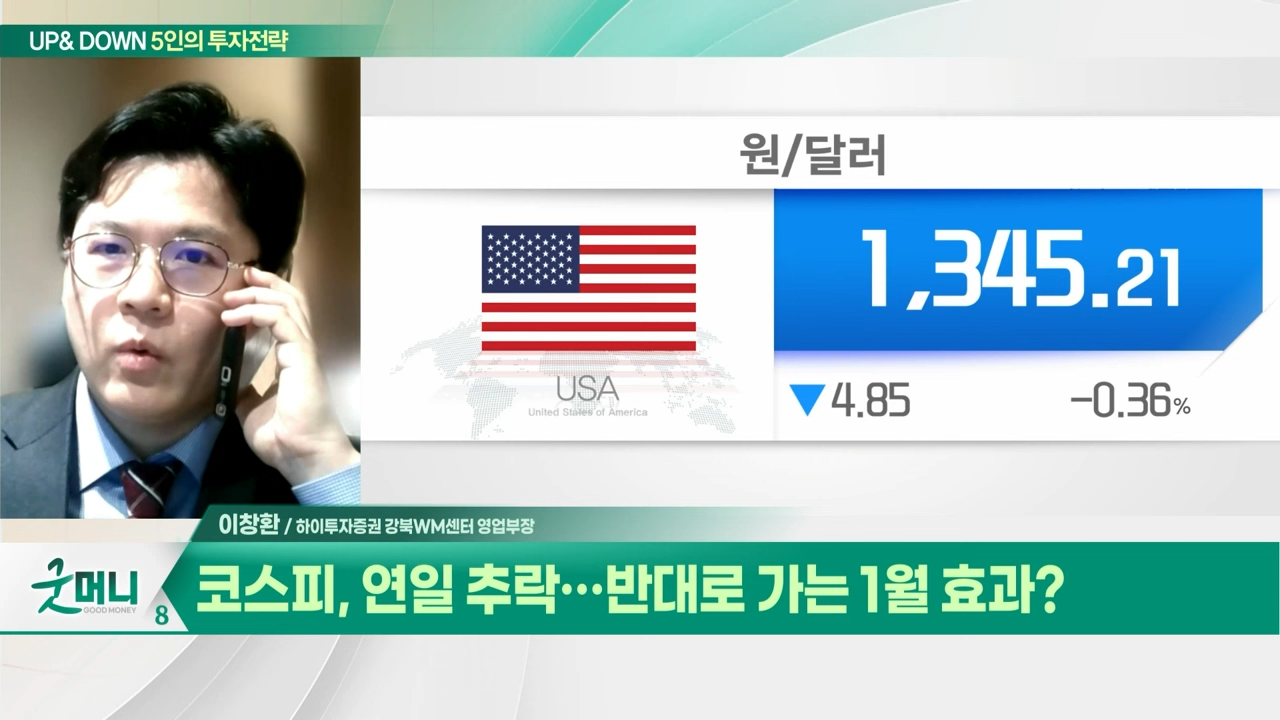 UP& DOWN 5인의 투자전략
원/달러
1,345.21
USA
United States of America
▼4.85 -0.36%
이창환 / 하이투자증권 강북WM센터 영업부장
굿머니
GOOD MONEY
8
코스피, 연일 추락…반대로 가는 1월 효과?